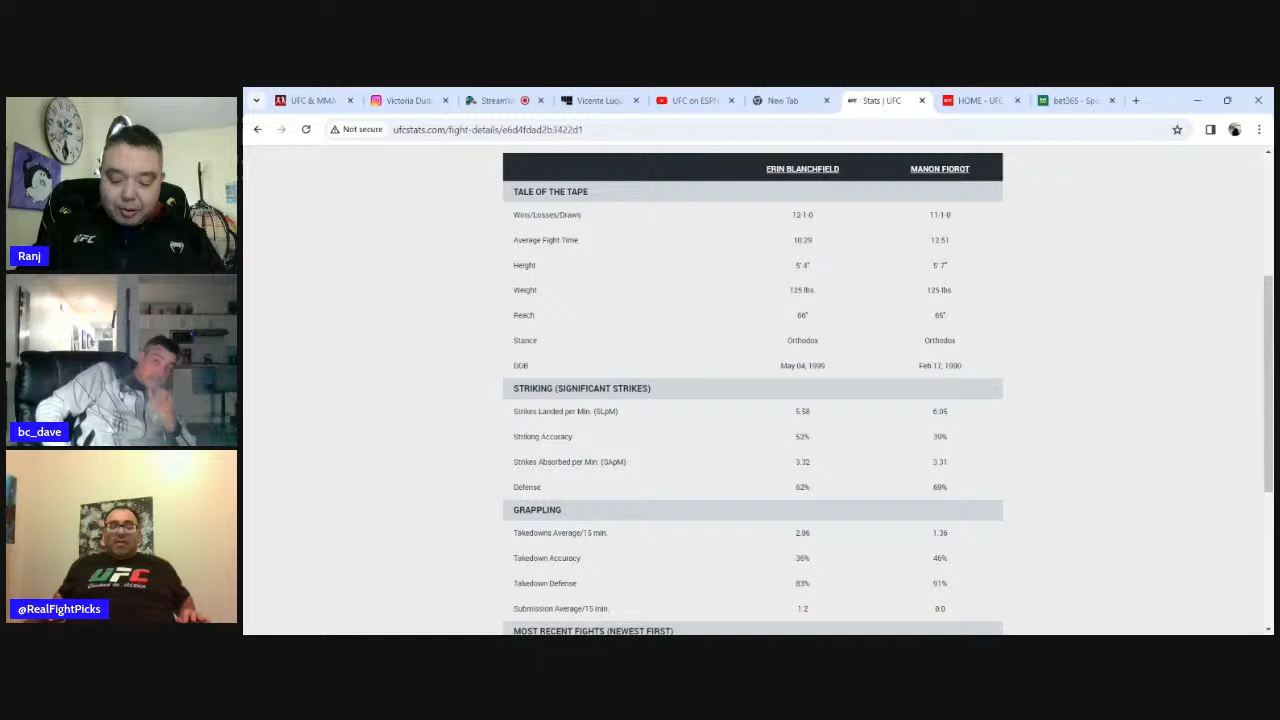 UFC & MMA
Victoria Dud
StreamYa
Vicente Luqu
UFC on ESPN
New Tab
Stats | UFC
HOME - UFC
bet365 - Spo
Not secure
ufcstats.com/fight-details/e6d4fdad2b3422d1
ERIN BLANCHFIELD MANON FIOROT
TALE OF THE TAPE
Wins/Losses/Draws 12-1-0 11-1-0
Average Fight Time 10:29 12:51
Height 5' 4" 5' 7"
Weight 125 lbs 125 lbs
Reach 66" 65"
Stance Orthodox Orthodox
DOB May 04, 1999 Feb 17, 1990
STRIKING (SIGNIFICANT STRIKES)
Strikes Landed per Min. (SLpM) 5.58 6.05
Striking Accuracy 52% 39%
Strikes Absorbed per Min. (SApM) 3.32 3.31
Defense 62% 69%
GRAPPLING
Takedowns Average/15 min. 2.86 1.36
Takedown Accuracy 36% 46%
Takedown Defense 83% 91%
Submission Average/15 min. 1.2 0.0
MOST RECENT FIGHTS (NEWEST FIRST)
UFC
Ranj
bc_dave
UFC
@RealFightPicks